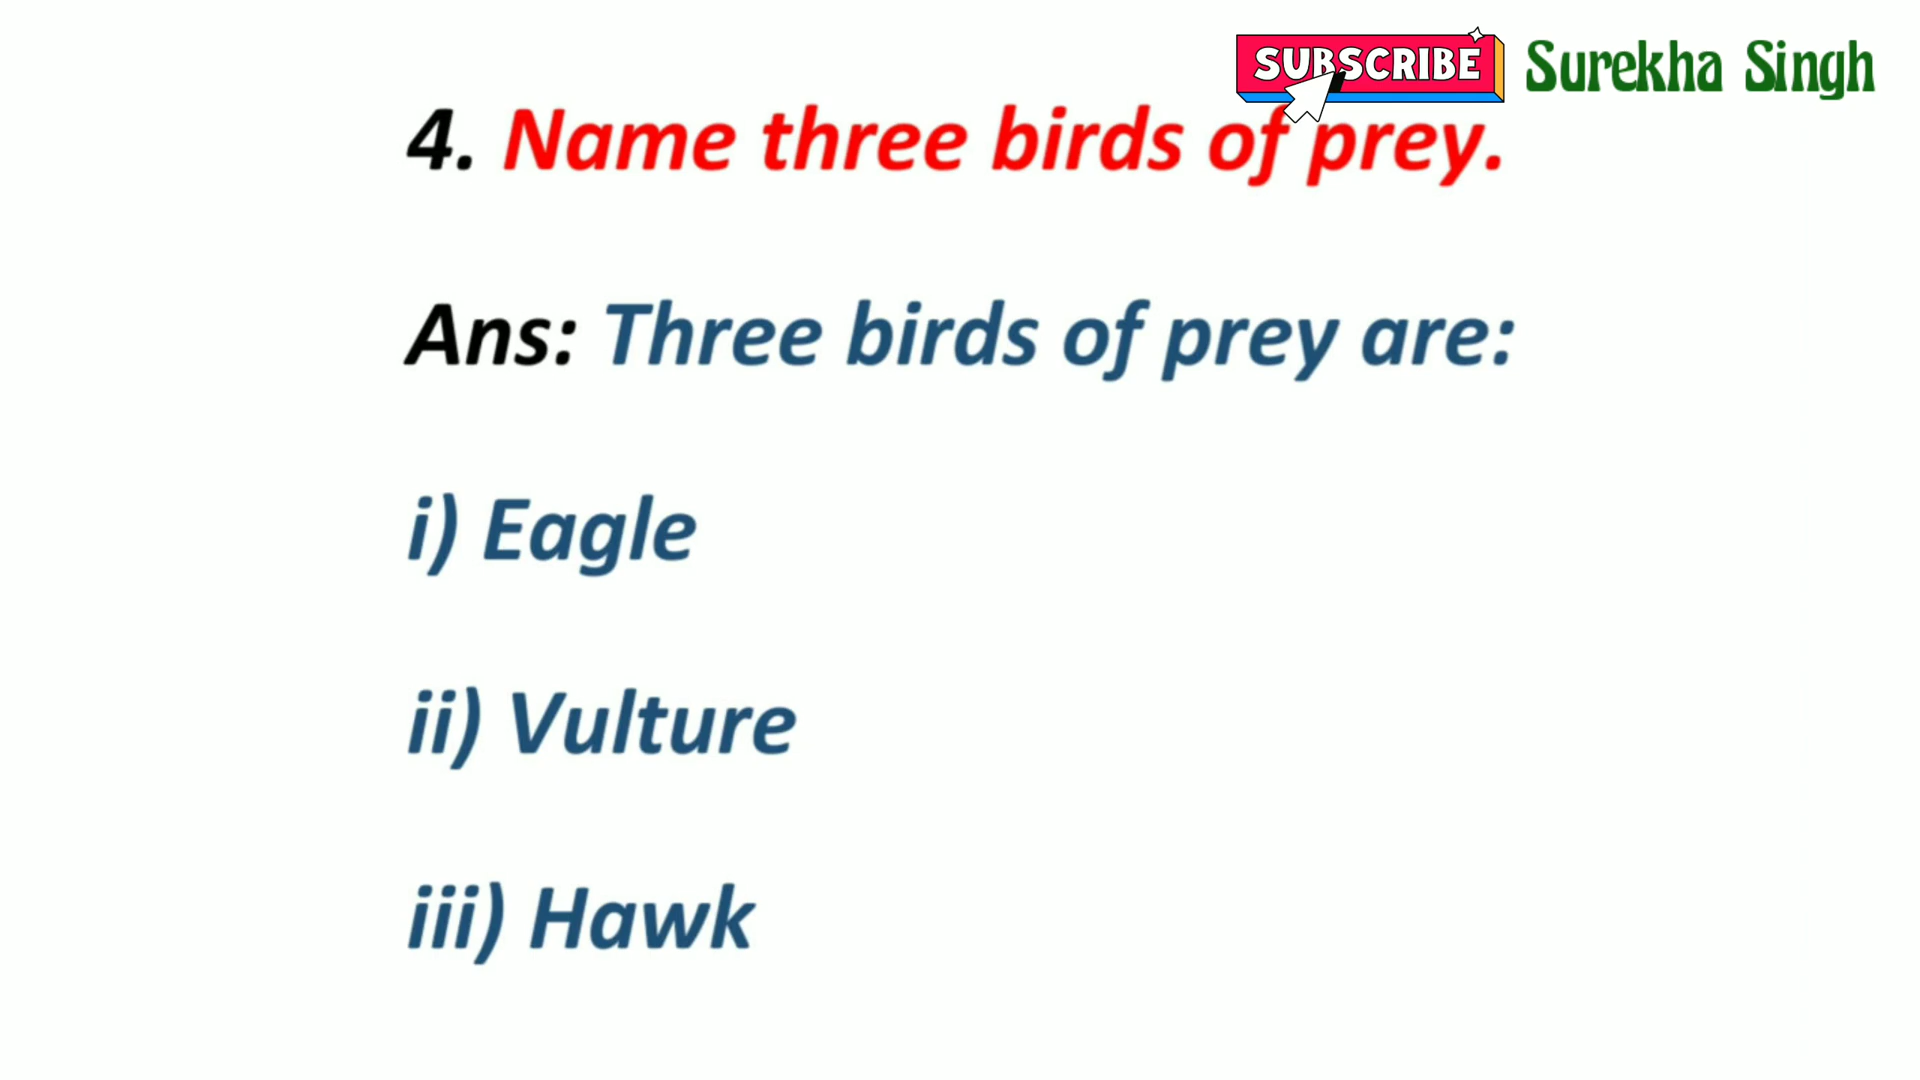 SUBSCRIBE Surekha Singh
4. Name three birds of prey.
Ans: Three birds of prey are:
i) Eagle
ii) Vulture
iii) Hawk